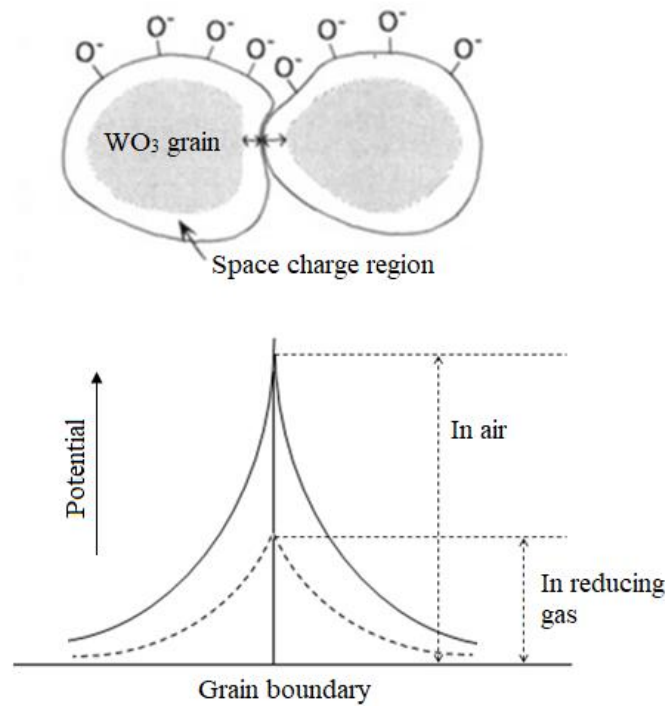 O⁻ O⁻ O⁻ O⁻ O⁻ O⁻ O⁻ O⁻
WO₃ grain
Space charge region
Potential
In air
In reducing
gas
Grain boundary